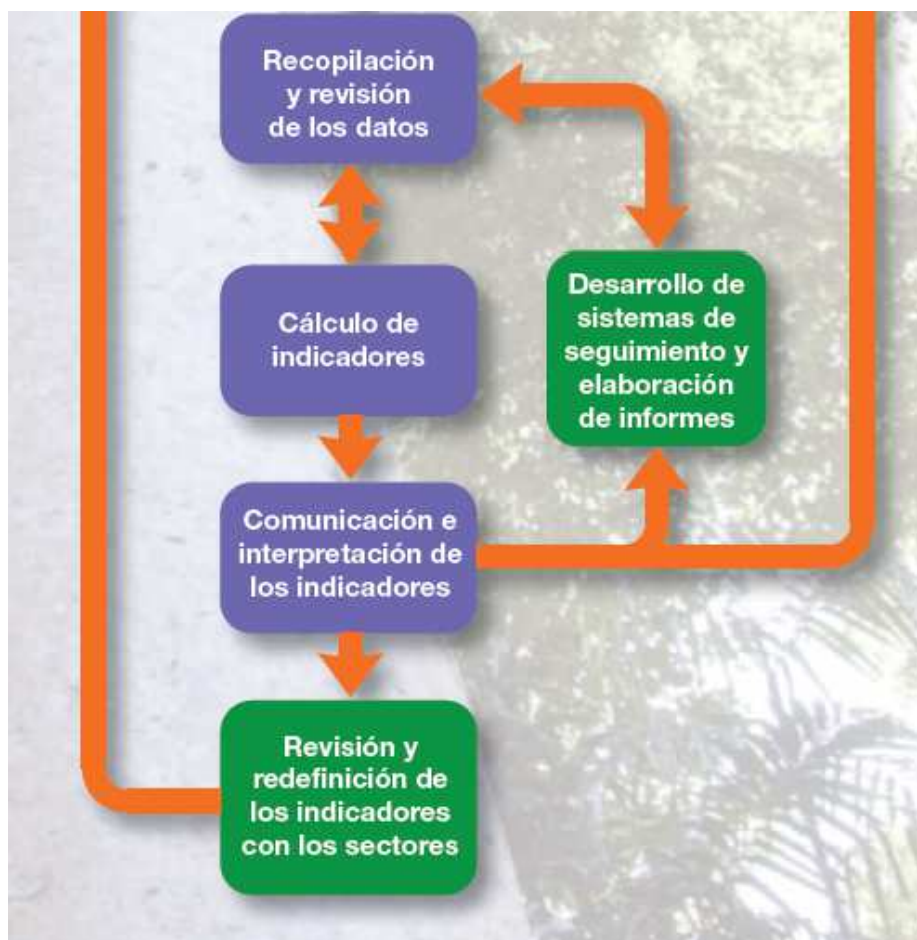 Recopilación
y revisión
de los datos
Cálculo de
indicadores
Desarrollo de
sistemas de
seguimiento y
elaboración
de informes
Comunicación e
interpretación de
los indicadores
Revisión y
redefinición de
los indicadores
con los sectores